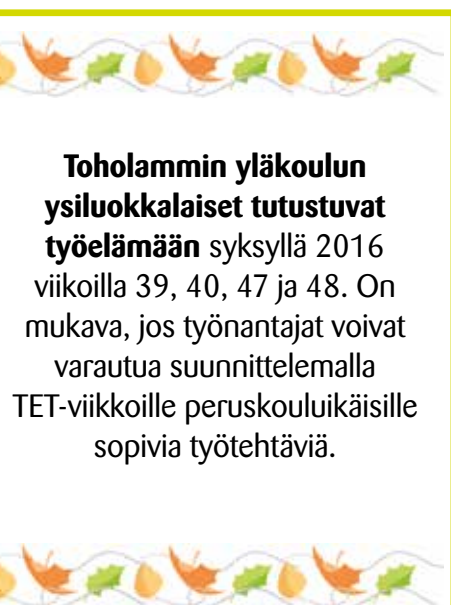 Toholammin yläkoulun
ysiluokkalaiset tutustuvat
työelämään syksyllä 2016
viikoilla 39, 40, 47 ja 48. On
mukava, jos työnantajat voivat
varautua suunnittelemalla
TET-viikkoille peruskouluikäisille
sopivia työtehtäviä.